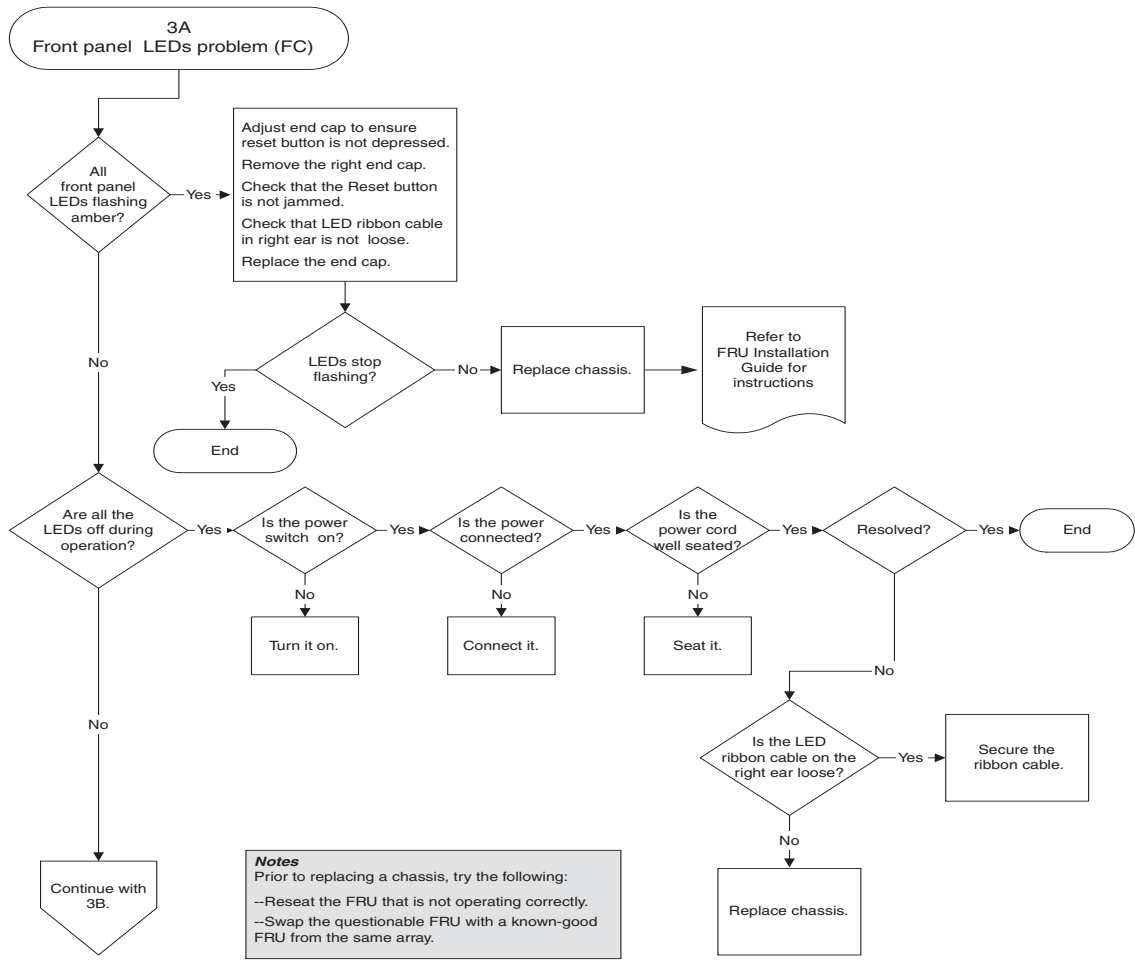 3A
Front panel LEDs problem (FC)
All
front panel
LEDs flashing
amber?
Yes
Adjust end cap to ensure
reset button is not depressed.
Remove the right end cap.
Check that the Reset button
is not jammed.
Check that LED ribbon cable
in right ear is not loose.
Replace the end cap.
No
LEDs stop
flashing?
Yes
End
No
Replace chassis.
Refer to
FRU Installation
Guide for
instructions
Are all the
LEDs off during
operation?
Yes
Is the power
switch on?
Yes
Is the power
connected?
Yes
Is the
power cord
well seated?
Yes
Resolved?
Yes
End
No
Turn it on.
No
Connect it.
No
Seat it.
No
Is the LED
ribbon cable on the
right ear loose?
Yes
Secure the
ribbon cable.
No
Replace chassis.
No
Continue with
3B.
Notes
Prior to replacing a chassis, try the following:
--Reseat the FRU that is not operating correctly.
--Swap the questionable FRU with a known-good
FRU from the same array.